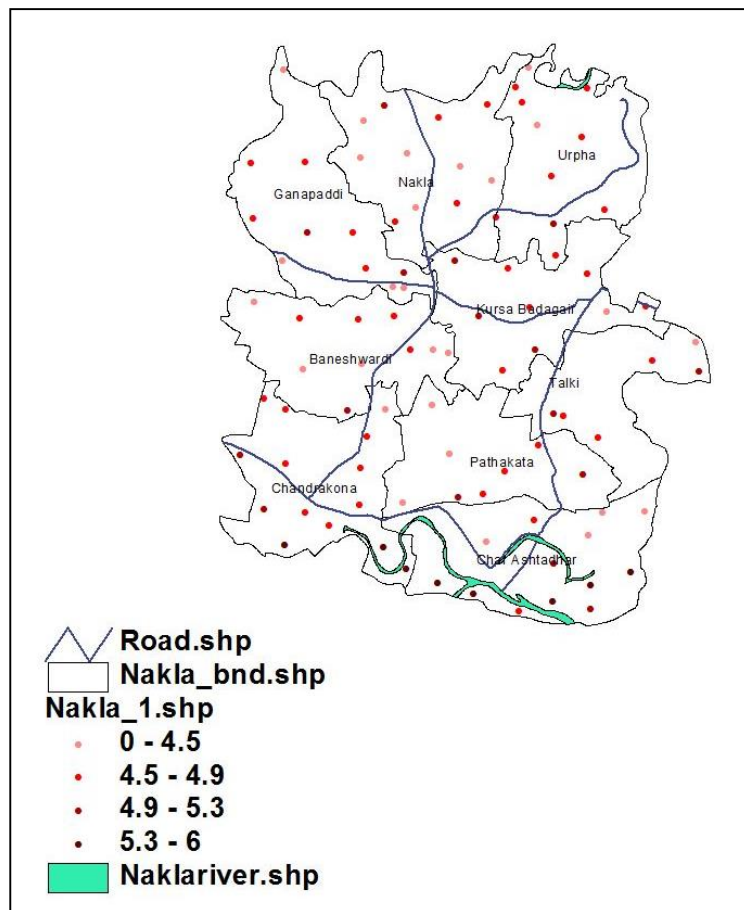 Urpha
Nakla
Ganapaddi
Kursa Badagair
Baneshwardi
Talki
Pathakata
Chandrakona
Char Ashtadhar
Road.shp
Nakla_bnd.shp
Nakla_1.shp
0 - 4.5
4.5 - 4.9
4.9 - 5.3
5.3 - 6
Naklariver.shp